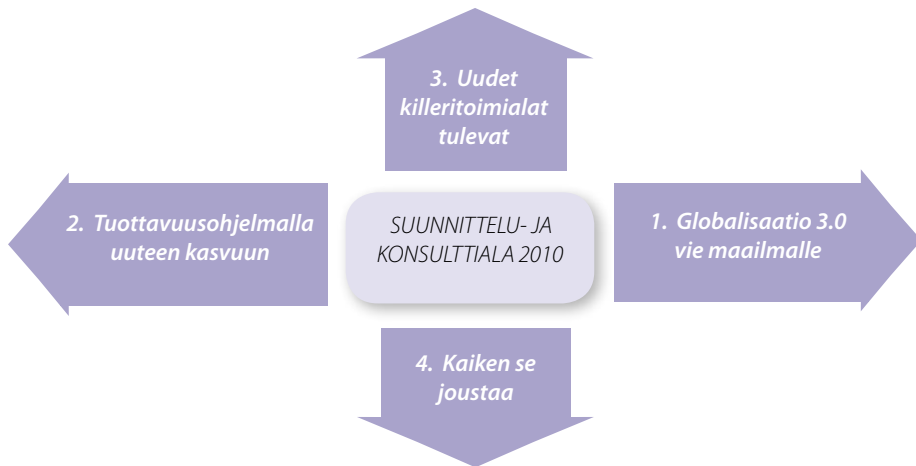 3. Uudet
killeritoimialat
tulevat
2. Tuottavuusohjelmalla
uuteen kasvuun
SUUNNITTELU- JA
KONSULTTIALA 2010
1. Globalisaatio 3.0
vie maailmalle
4. Kaiken se
joustaa